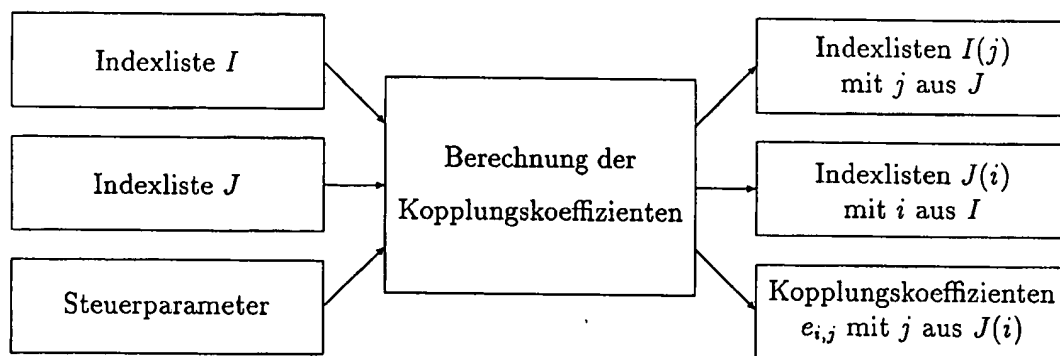 Indexliste I
Indexliste J
Steuerparameter
Berechnung der
Kopplungskoeffizienten
Indexlisten I(j)
mit j aus J
Indexlisten J(i)
mit i aus I
Kopplungskoeffizienten
e_{i,j} mit j aus J(i)